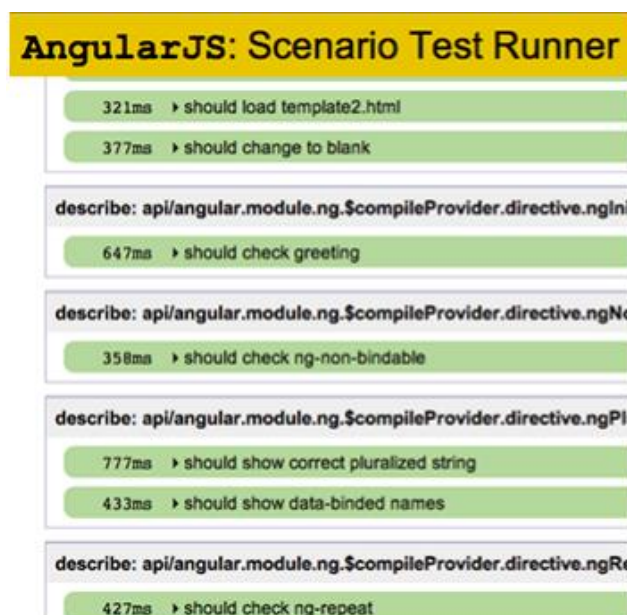 AngularJS: Scenario Test Runner
321ms ▸ should load template2.html
377ms ▸ should change to blank
describe: api/angular.module.ng.$compileProvider.directive.ngIni
647ms ▸ should check greeting
describe: api/angular.module.ng.$compileProvider.directive.ngNo
358ms ▸ should check ng-non-bindable
describe: api/angular.module.ng.$compileProvider.directive.ngPl
777ms ▸ should show correct pluralized string
433ms ▸ should show data-binded names
describe: api/angular.module.ng.$compileProvider.directive.ngRe
427ms ▸ should check ng-repeat